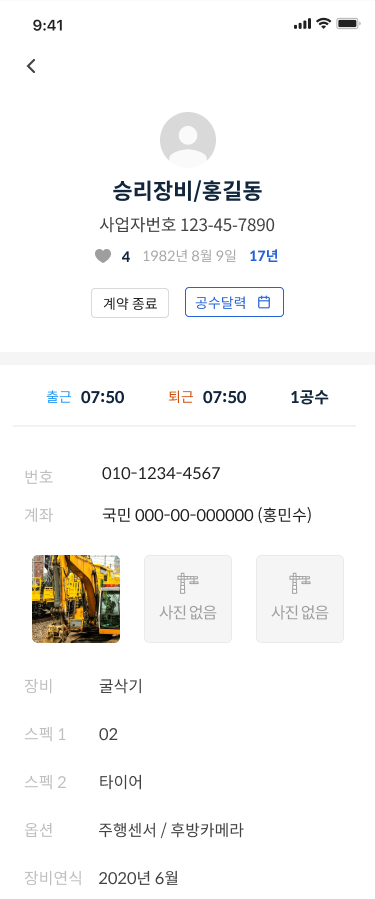 9:41
승리장비/홍길동
사업자번호 123-45-7890
4 1982년 8월 9일 17년
계약 종료 공수달력
출근 07:50 퇴근 07:50 1공수
번호 010-1234-4567
계좌 국민 000-00-000000 (홍민수)
사진 없음 사진 없음
장비 굴삭기
스펙 1 02
스펙 2 타이어
옵션 주행센서 / 후방카메라
장비연식 2020년 6월